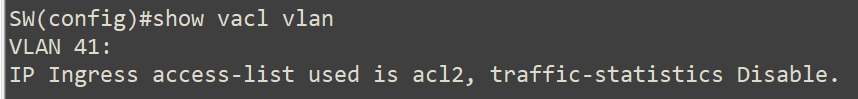 SW(config)#show vacl vlan
VLAN 41:
IP Ingress access-list used is acl2, traffic-statistics Disable.